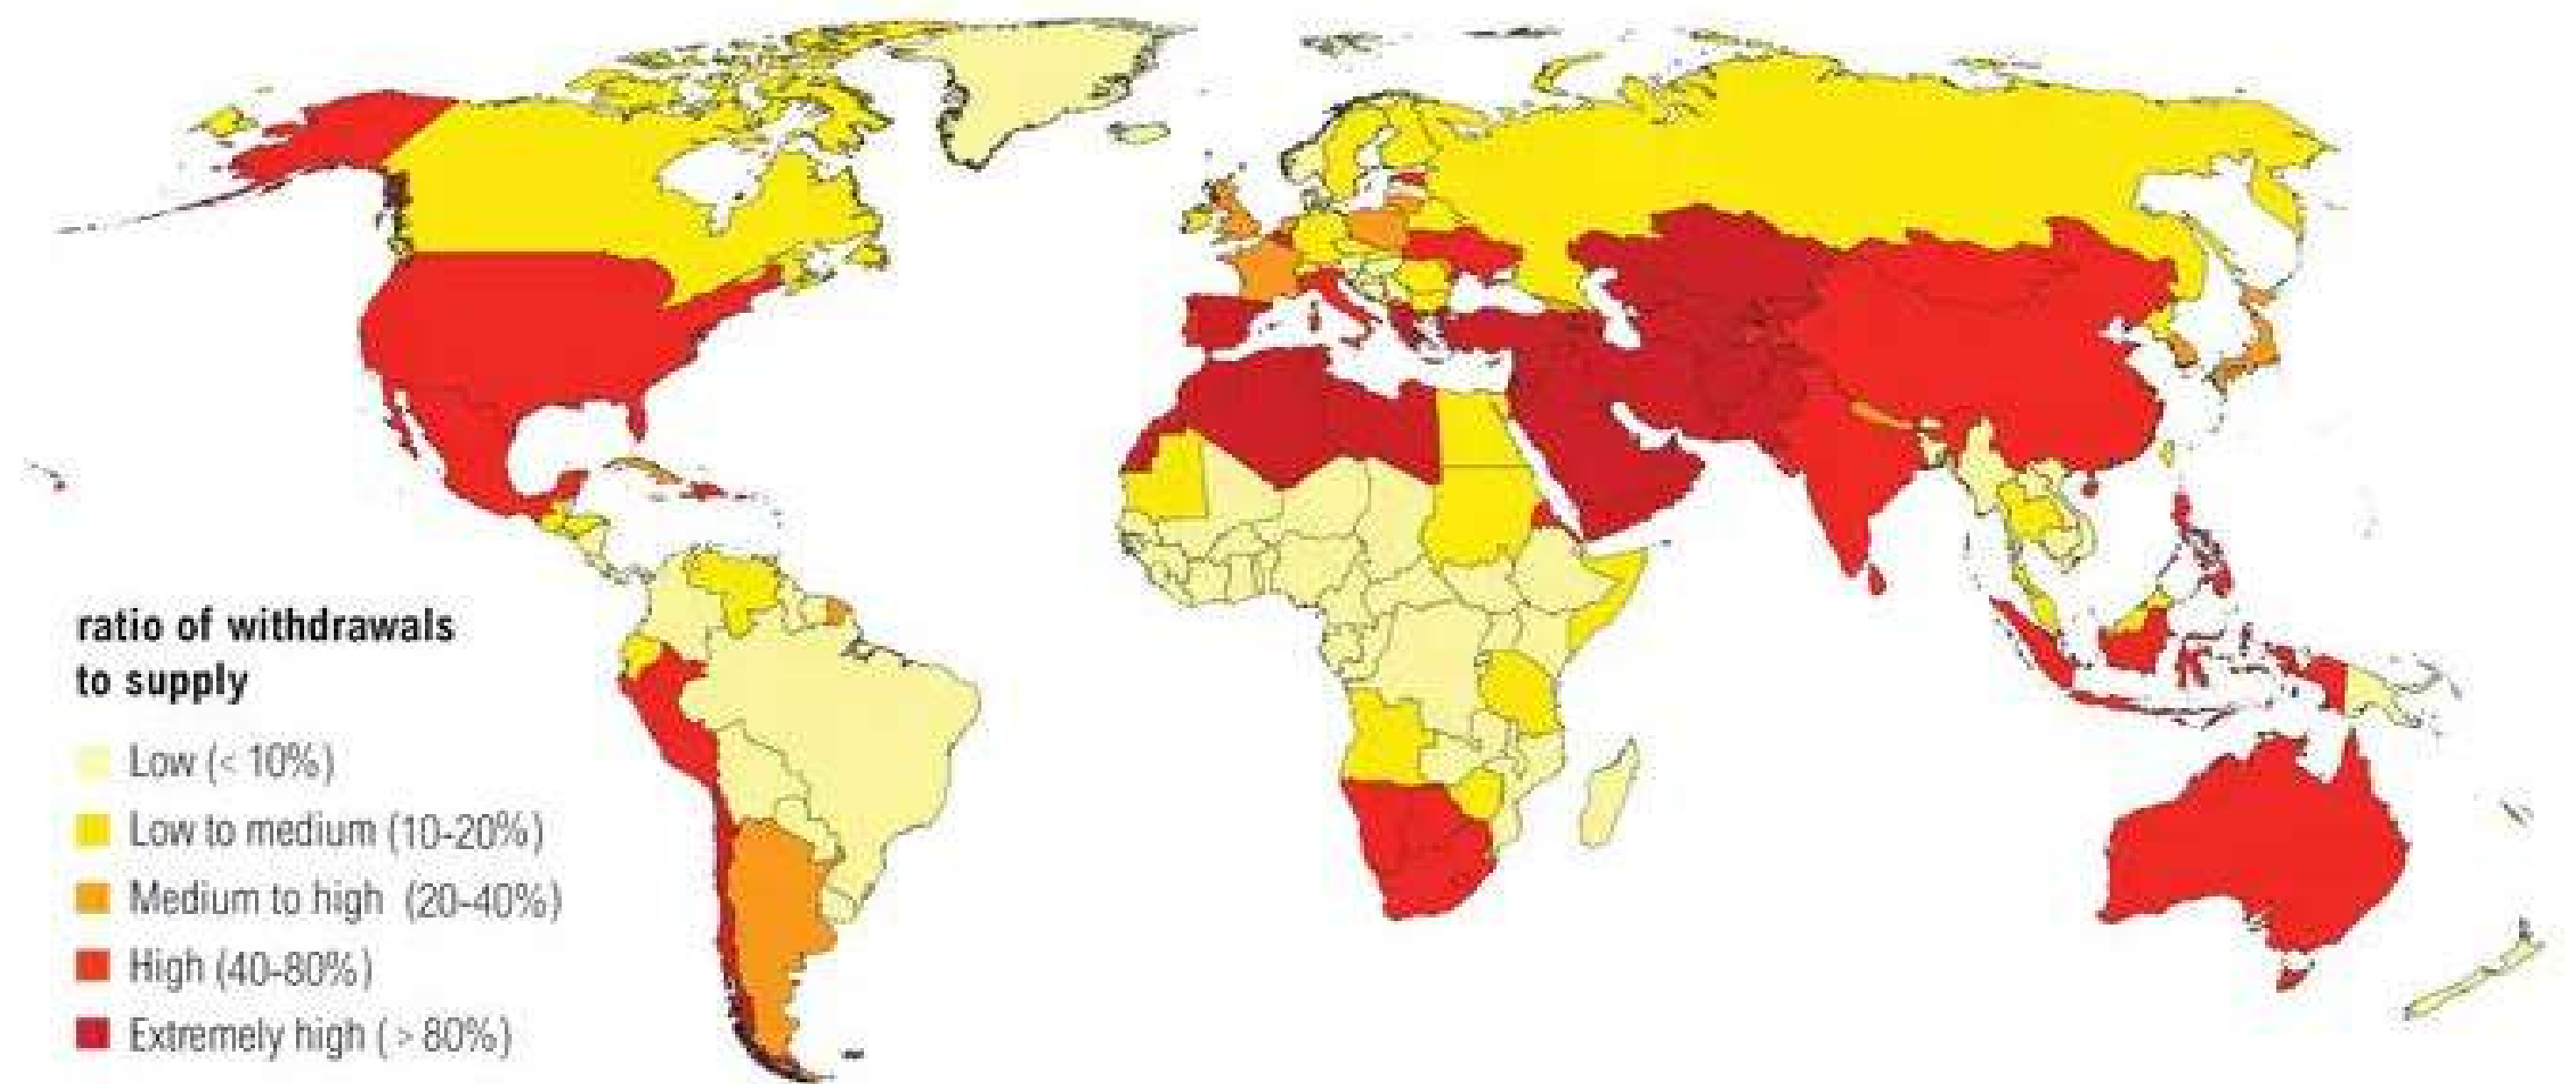 ratio of withdrawals
to supply
Low (< 10%)
Low to medium (10-20%)
Medium to high (20-40%)
High (40-80%)
Extremely high (> 80%)